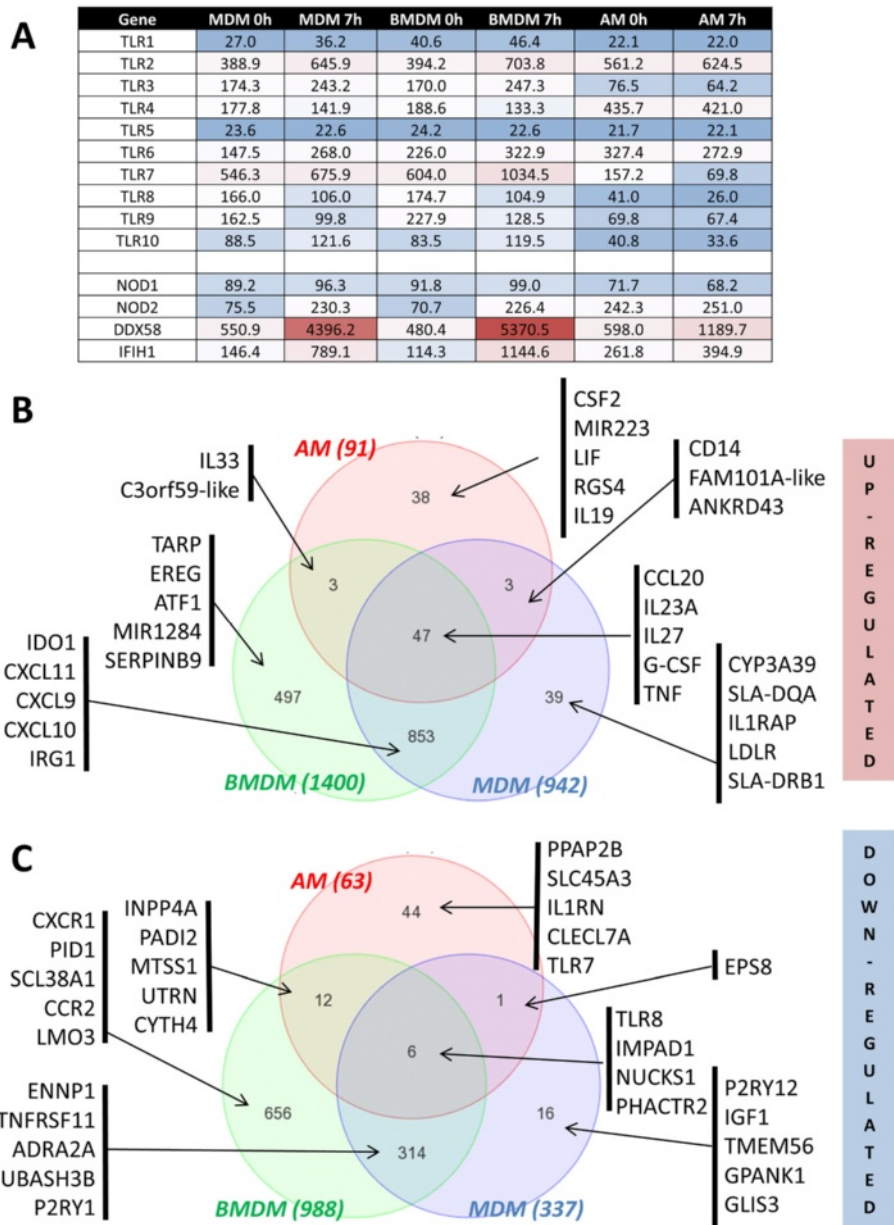 A
Gene MDM 0h MDM 7h BMDM 0h BMDM 7h AM 0h AM 7h
TLR1 27.0 36.2 40.6 46.4 22.1 22.0
TLR2 388.9 645.9 394.2 703.8 561.2 624.5
TLR3 174.3 243.2 170.0 247.3 76.5 64.2
TLR4 177.8 141.9 188.6 133.3 435.7 421.0
TLR5 23.6 22.6 24.2 22.6 21.7 22.1
TLR6 147.5 268.0 226.0 322.9 327.4 272.9
TLR7 546.3 675.9 604.0 1034.5 157.2 69.8
TLR8 166.0 106.0 174.7 104.9 41.0 26.0
TLR9 162.5 99.8 227.9 128.5 69.8 67.4
TLR10 88.5 121.6 83.5 119.5 40.8 33.6
NOD1 89.2 96.3 91.8 99.0 71.7 68.2
NOD2 75.5 230.3 70.7 226.4 242.3 251.0
DDX58 550.9 4396.2 480.4 5370.5 598.0 1189.7
IFIH1 146.4 789.1 114.3 1144.6 261.8 394.9
B
AM (91)
BMDM (1400)
MDM (942)
38
3
3
47
497
39
853
IL33
C3orf59-like
TARP
EREG
ATF1
MIR1284
SERPINB9
IDO1
CXCL11
CXCL9
CXCL10
IRG1
CSF2
MIR223
LIF
RGS4
IL19
CD14
FAM101A-like
ANKRD43
CCL20
IL23A
IL27
G-CSF
TNF
CYP3A39
SLA-DQA
IL1RAP
LDLR
SLA-DRB1
UP-REGULATED
C
AM (63)
BMDM (988)
MDM (337)
44
12
1
6
656
16
314
CXCR1
PID1
SCL38A1
CCR2
LMO3
INPP4A
PADI2
MTSS1
UTRN
CYTH4
ENNP1
TNFRSF11
ADRA2A
UBASH3B
P2RY1
PPAP2B
SLC45A3
IL1RN
CLECL7A
TLR7
EPS8
TLR8
IMPAD1
NUCKS1
PHACTR2
P2RY12
IGF1
TMEM56
GPANK1
GLIS3
DOWN-REGULATED